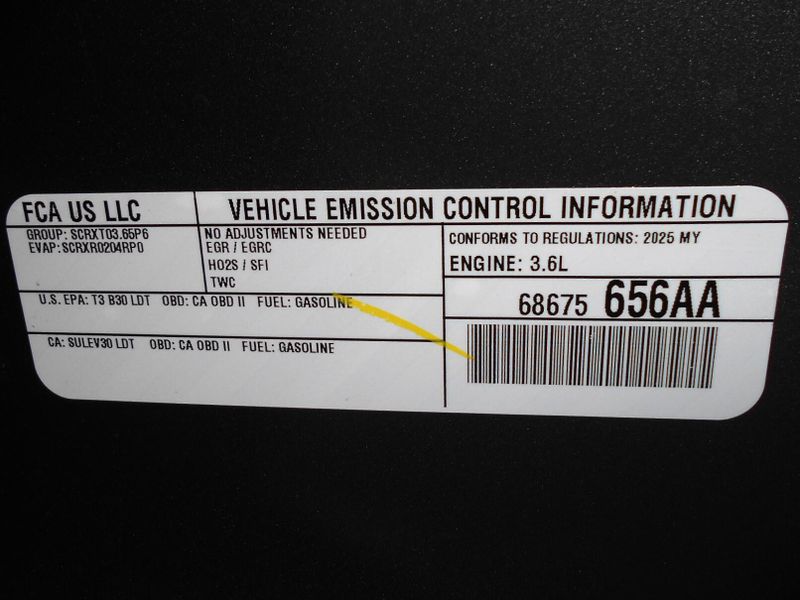 FCA US LLC
VEHICLE EMISSION CONTROL INFORMATION
GROUP: SCRXT03.65P6
EVAP:SCRXR0204RP0
NO ADJUSTMENTS NEEDED
EGR / EGRC
HO2S / SFI
TWC
CONFORMS TO REGULATIONS: 2025 MY
ENGINE: 3.6L
U.S. EPA: T3 B30 LDT OBD: CA OBD II FUEL: GASOLINE
68675 656AA
CA: SULEV30 LDT OBD: CA OBD II FUEL: GASOLINE